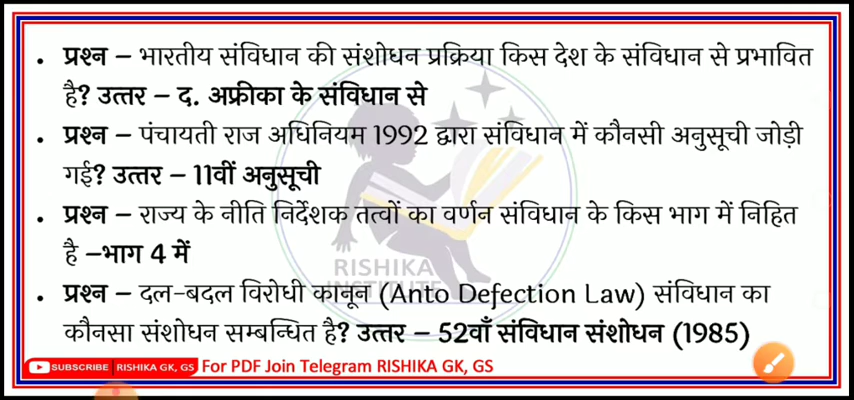 • प्रश्न – भारतीय संविधान की संशोधन प्रक्रिया किस देश के संविधान से प्रभावित
है? उत्तर – द. अफ्रीका के संविधान से
• प्रश्न – पंचायती राज अधिनियम 1992 द्वारा संविधान में कौनसी अनुसूची जोड़ी
गई? उत्तर – 11वीं अनुसूची
• प्रश्न – राज्य के नीति निर्देशक तत्वों का वर्णन संविधान के किस भाग में निहित
है –भाग 4 में
RISHIKA
INSTITUTE
• प्रश्न – दल-बदल विरोधी कानून (Anto Defection Law) संविधान का
कौनसा संशोधन सम्बन्धित है? उत्तर – 52वाँ संविधान संशोधन (1985)
SUBSCRIBE RISHIKA GK, GS For PDF Join Telegram RISHIKA GK, GS